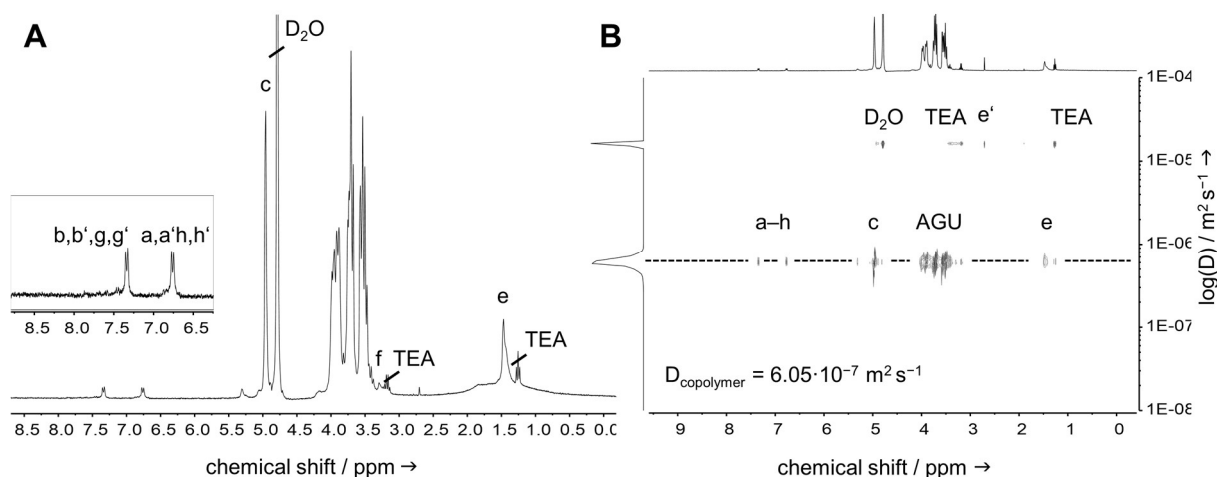 A
D₂O
c
b,b‘,g,g‘ a,a‘h,h‘
8.5 8.0 7.5 7.0 6.5
e
TEA
f TEA
8.5 8.0 7.5 7.0 6.5 6.0 5.5 5.0 4.5 4.0 3.5 3.0 2.5 2.0 1.5 1.0 0.5 0.0
chemical shift / ppm →
B
1E-04
D₂O TEA e‘ TEA
1E-05
a–h c AGU e
1E-06
log(D) / m² s⁻¹ →
1E-07
D_copolymer = 6.05·10⁻⁷ m² s⁻¹
1E-08
9 8 7 6 5 4 3 2 1 0
chemical shift / ppm →